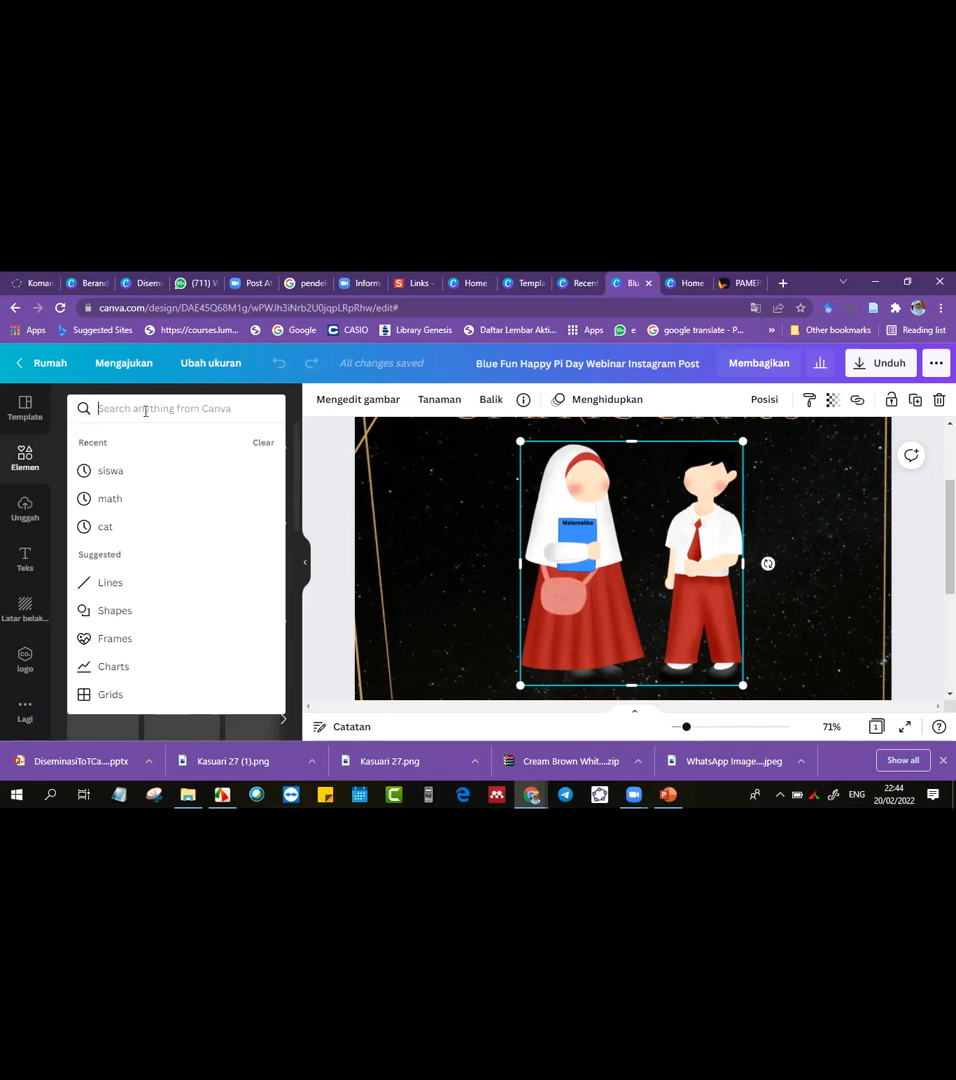 Koman
Berand
Disemi
(711) W
Post At
pendel
Inform
Links -
Home
Templa
Recent
Blu
Home
PAMER
canva.com/design/DAE45Q68M1g/wPWJh3iNrb2U0jqpLRpRhw/edit#
Apps
Suggested Sites
https://courses.lum...
Google
CASIO
Library Genesis
Daftar Lembar Akti...
Apps
e
google translate - P...
»
Other bookmarks
Reading list
Rumah
Mengajukan
Ubah ukuran
All changes saved
Blue Fun Happy Pi Day Webinar Instagram Post
Membagikan
Unduh
Template
Elemen
Unggah
Teks
Latar belak...
logo
Lagi
Search anything from Canva
Recent
Clear
siswa
math
cat
Suggested
Lines
Shapes
Frames
Charts
Grids
Mengedit gambar
Tanaman
Balik
Menghidupkan
Posisi
Matematika
Catatan
71%
1
DiseminasiToTCa....pptx
Kasuari 27 (1).png
Kasuari 27.png
Cream Brown Whit....zip
WhatsApp Image....jpeg
Show all
ENG
22:44
20/02/2022